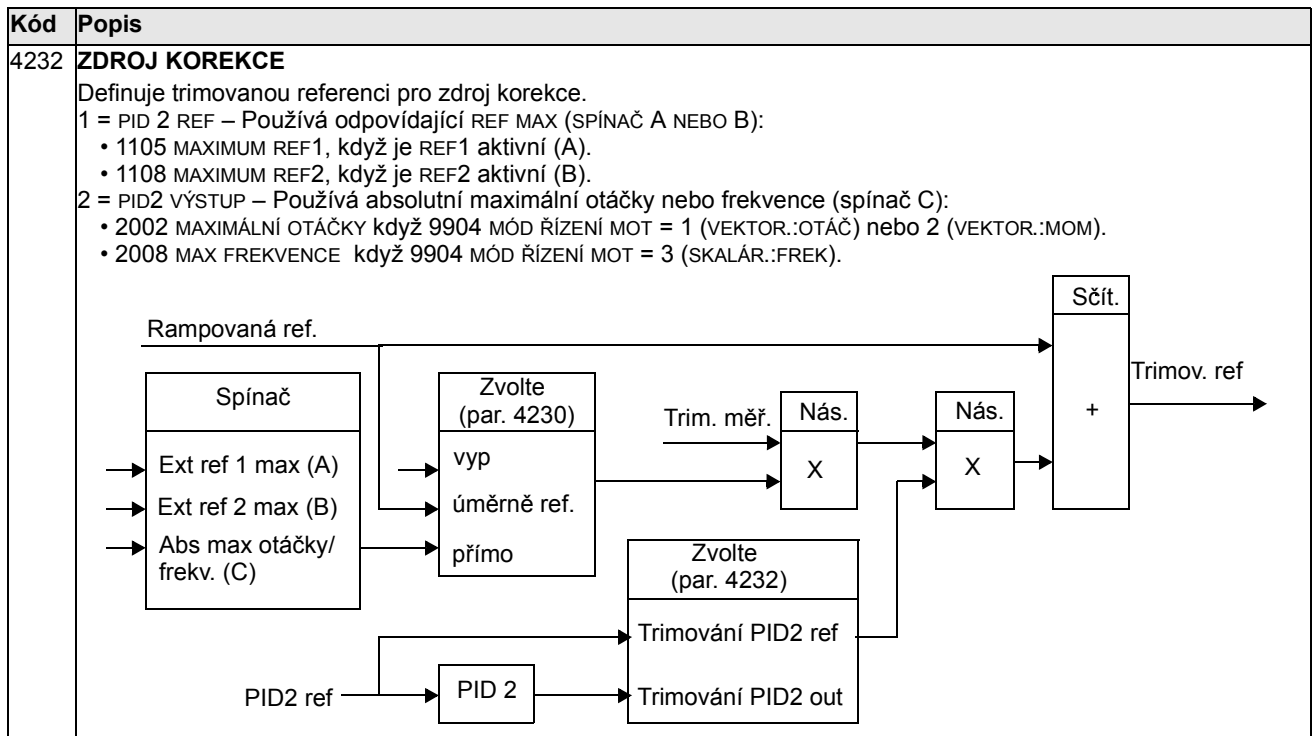 Kód Popis
4232 ZDROJ KOREKCE
Definuje trimovanou referenci pro zdroj korekce.
1 = PID 2 REF – Používá odpovídající REF MAX (SPÍNAČ A NEBO B):
• 1105 MAXIMUM REF1, když je REF1 aktivní (A).
• 1108 MAXIMUM REF2, když je REF2 aktivní (B).
2 = PID2 VÝSTUP – Používá absolutní maximální otáčky nebo frekvence (spínač C):
• 2002 MAXIMÁLNÍ OTÁČKY když 9904 MÓD ŘÍZENÍ MOT = 1 (VEKTOR.:OTÁČ) nebo 2 (VEKTOR.:MOM).
• 2008 MAX FREKVENCE když 9904 MÓD ŘÍZENÍ MOT = 3 (SKALÁR.:FREK).
Sčít.
+
Rampovaná ref.
Trimov. ref
Spínač
Ext ref 1 max (A)
Ext ref 2 max (B)
Abs max otáčky/
frekv. (C)
Zvolte
(par. 4230)
vyp
úměrně ref.
přímo
Trim. měř.
Nás.
X
Nás.
X
Zvolte
(par. 4232)
Trimování PID2 ref
Trimování PID2 out
PID2 ref
PID 2